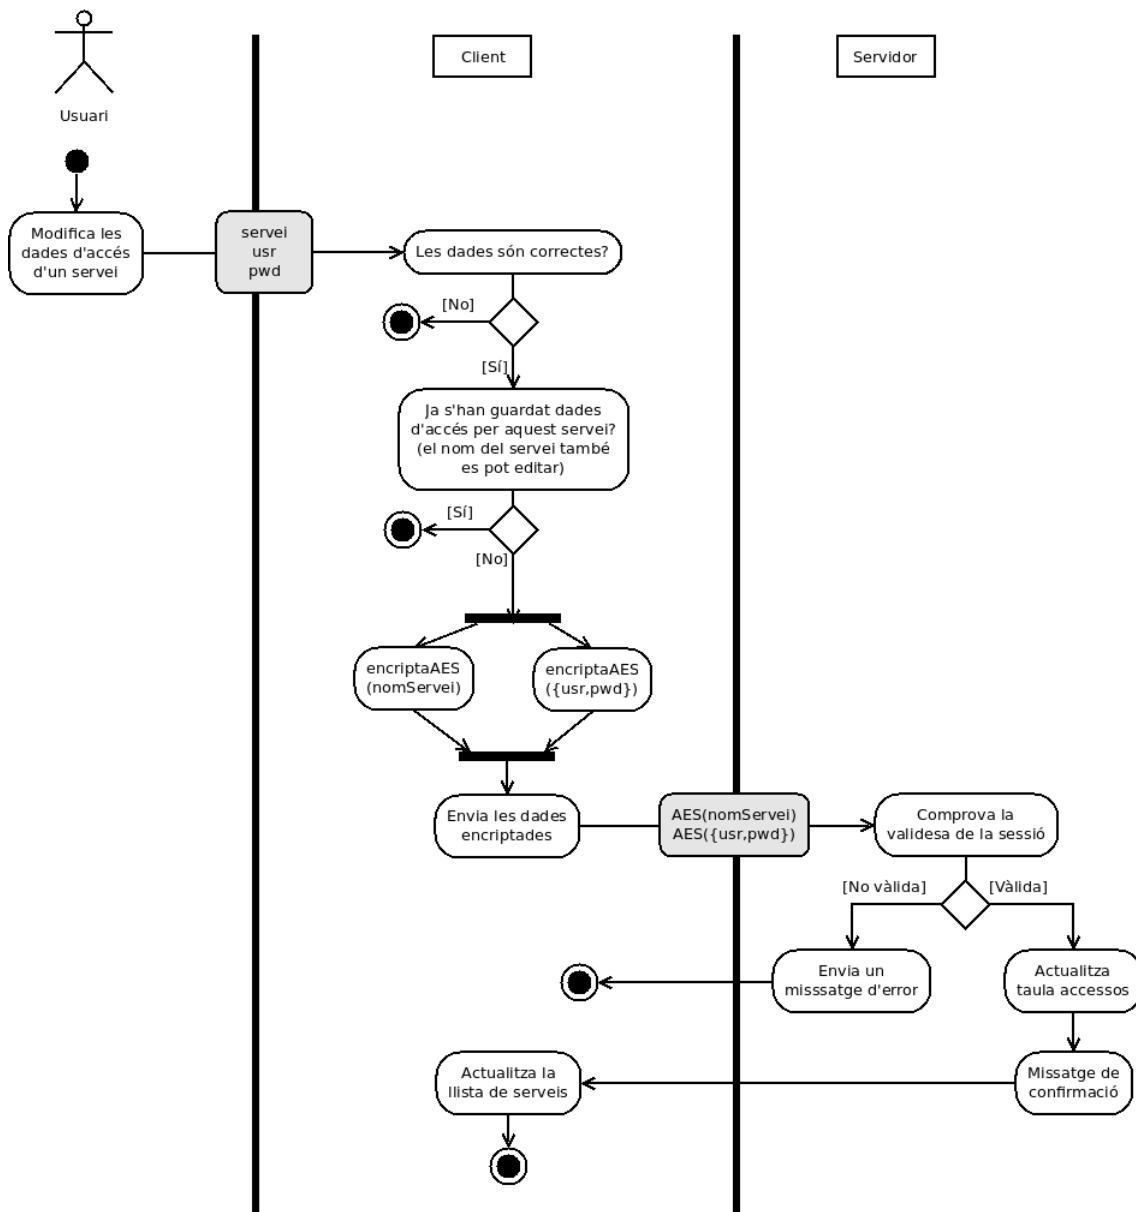 Usuari
Client
Servidor
Modifica les
dades d'accés
d'un servei
servei
usr
pwd
Les dades són correctes?
[No]
[Sí]
Ja s'han guardat dades
d'accés per aquest servei?
(el nom del servei també
es pot editar)
[Sí]
[No]
encriptaAES
(nomServei)
encriptaAES
({usr,pwd})
Envia les dades
encriptades
AES(nomServei)
AES({usr,pwd})
Comprova la
validesa de la sessió
[No vàlida]
[Vàlida]
Envia un
misssatge d'error
Actualitza
taula accessos
Actualitza la
llista de serveis
Missatge de
confirmació